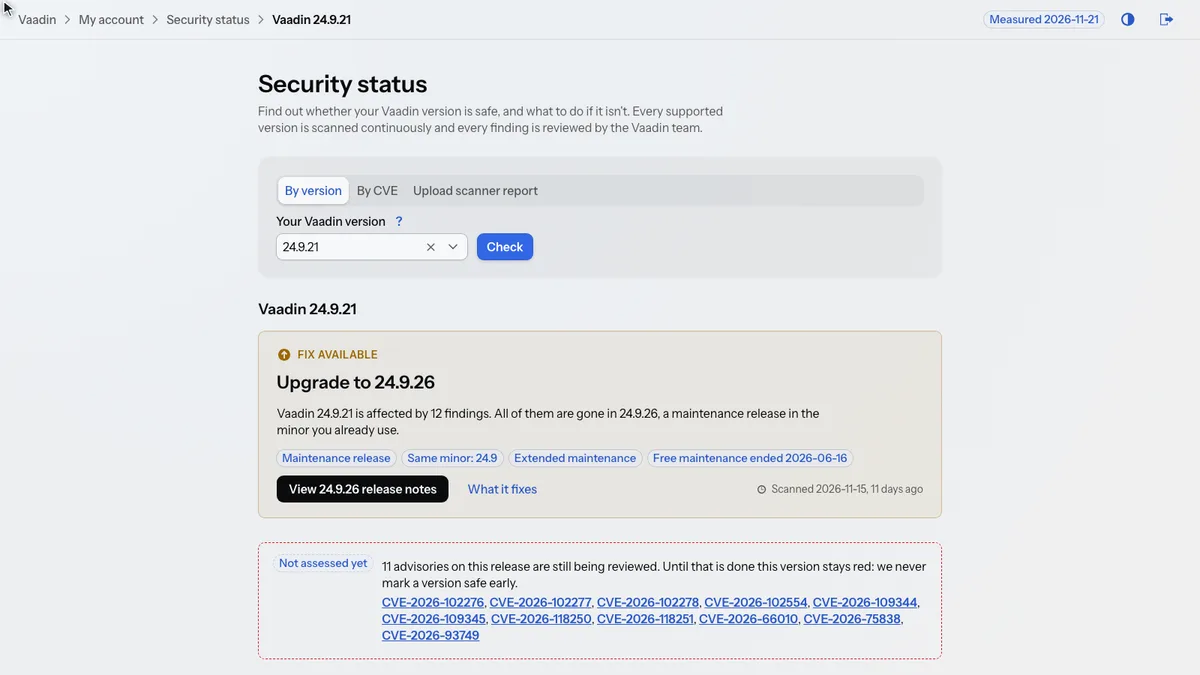 Vaadin > My account > Security status > Vaadin 24.9.21
Measured 2026-11-21
Security status
Find out whether your Vaadin version is safe, and what to do if it isn't. Every supported
version is scanned continuously and every finding is reviewed by the Vaadin team.
By version By CVE Upload scanner report
Your Vaadin version ?
24.9.21
Check
Vaadin 24.9.21
FIX AVAILABLE
Upgrade to 24.9.26
Vaadin 24.9.21 is affected by 12 findings. All of them are gone in 24.9.26, a maintenance release in the
minor you already use.
Maintenance release Same minor: 24.9 Extended maintenance Free maintenance ended 2026-06-16
View 24.9.26 release notes What it fixes Scanned 2026-11-15, 11 days ago
Not assessed yet
11 advisories on this release are still being reviewed. Until that is done this version stays red: we never
mark a version safe early.
CVE-2026-102276, CVE-2026-102277, CVE-2026-102278, CVE-2026-102554, CVE-2026-109344,
CVE-2026-109345, CVE-2026-118250, CVE-2026-118251, CVE-2026-66010, CVE-2026-75838,
CVE-2026-93749